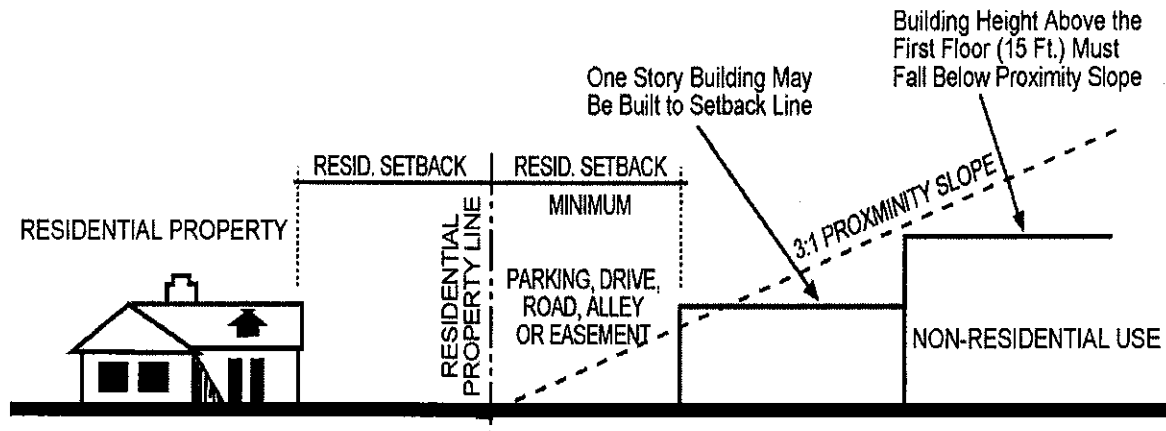 Building Height Above the
First Floor (15 Ft.) Must
Fall Below Proximity Slope
One Story Building May
Be Built to Setback Line
RESID. SETBACK
RESID. SETBACK
MINIMUM
RESIDENTIAL PROPERTY
RESIDENTIAL
PROPERTY LINE
PARKING, DRIVE,
ROAD, ALLEY
OR EASEMENT
3:1 PROXMINITY SLOPE
NON-RESIDENTIAL USE